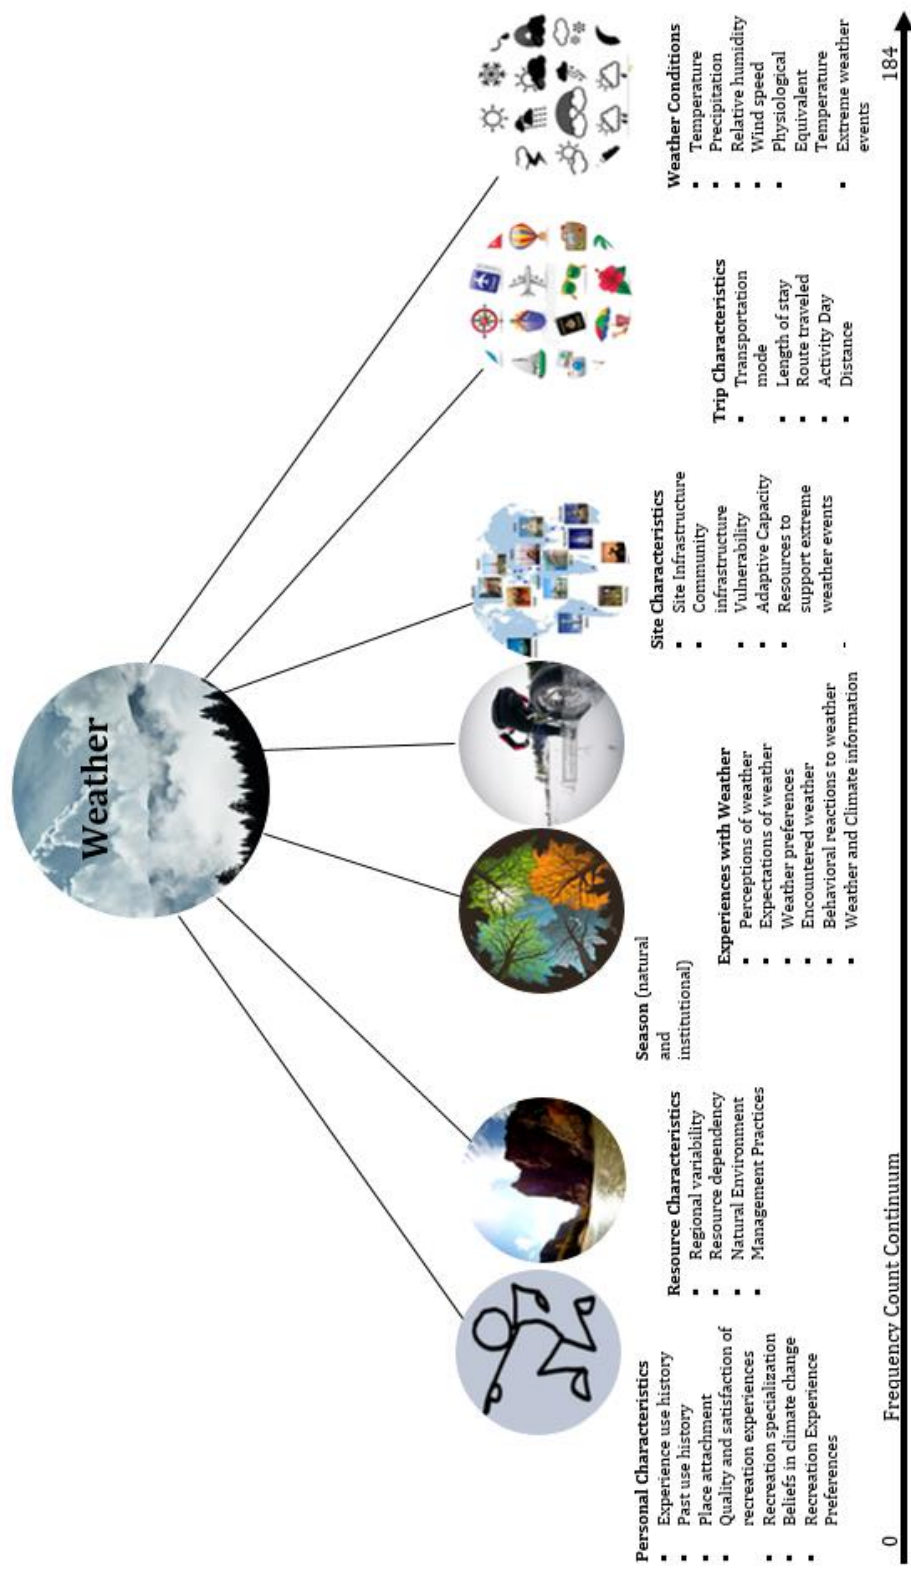 Weather
Personal Characteristics
▪ Experience use history
▪ Past use history
▪ Place attachment
▪ Quality and satisfaction of
recreation experiences
▪ Recreation specialization
▪ Beliefs in climate change
▪ Recreation Experience
Preferences
Resource Characteristics
▪ Regional variability
▪ Resource dependency
▪ Natural Environment
▪ Management Practices
Season (natural
and
institutional)
Experiences with Weather
▪ Perceptions of weather
▪ Expectations of weather
▪ Weather preferences
▪ Encountered weather
▪ Behavioral reactions to weather
▪ Weather and Climate information
Site Characteristics
▪ Site Infrastructure
▪ Community
infrastructure
▪ Vulnerability
▪ Adaptive Capacity
▪ Resources to
support extreme
weather events
-
Trip Characteristics
▪ Transportation
mode
▪ Length of stay
▪ Route traveled
▪ Activity Day
▪ Distance
Weather Conditions
▪ Temperature
▪ Precipitation
▪ Relative humidity
▪ Wind speed
▪ Physiological
Equivalent
Temperature
▪ Extreme weather
events
0 Frequency Count Continuum 184